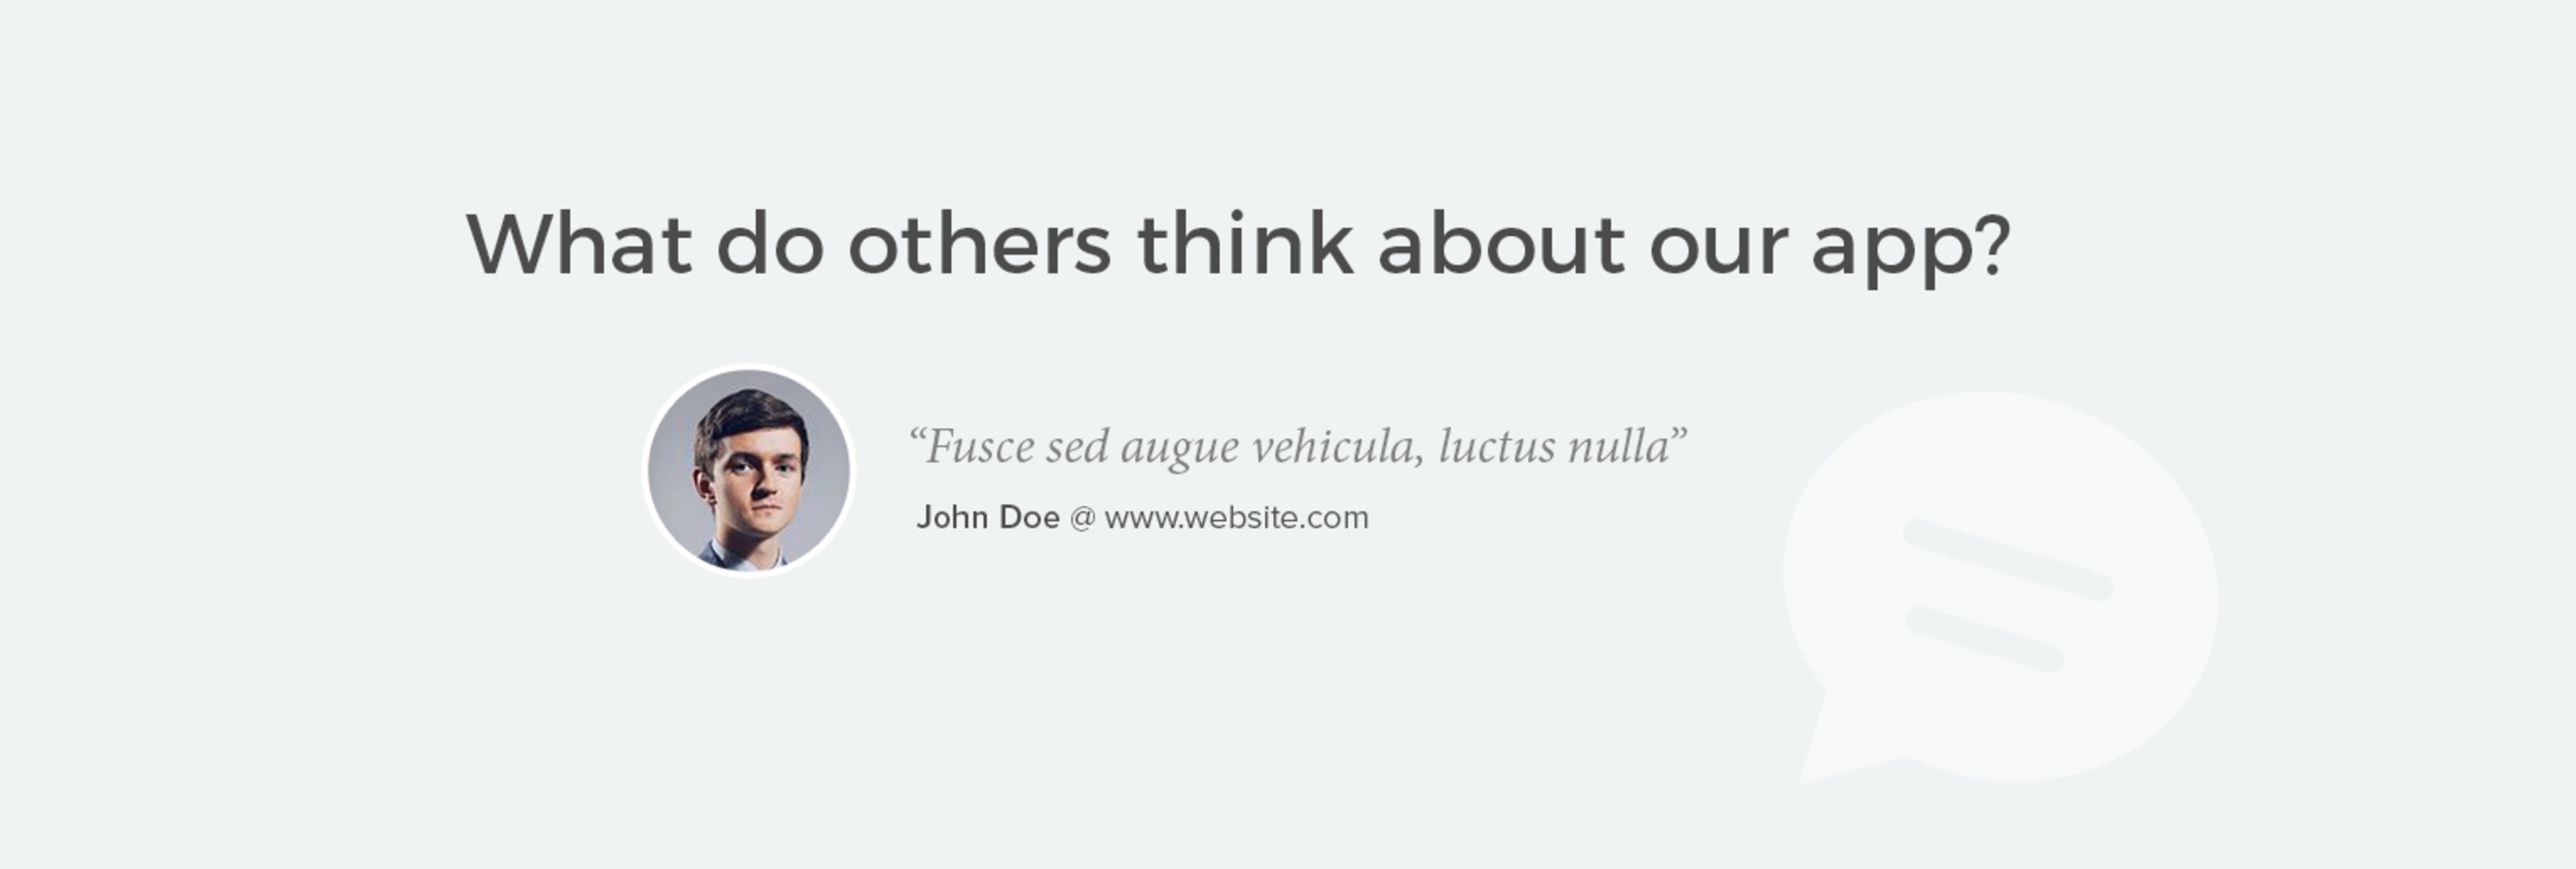 What do others think about our app?
“Fusce sed augue vehicula, luctus nulla”
John Doe @ www.website.com